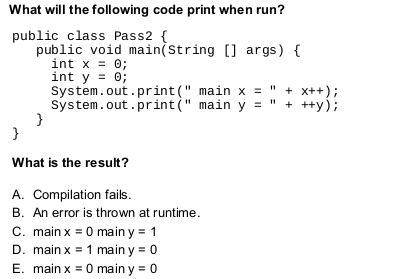 What will the following code print when run?
public class Pass2 {
public void main(String [] args) {
int x = 0;
int y = 0;
System.out.print(" main x = " + x++);
System.out.print(" main y = " + ++y);
}
}
What is the result?
A. Compilation fails.
B. An error is thrown at runtime.
C. main x = 0 main y = 1
D. main x = 1 main y = 0
E. main x = 0 main y = 0